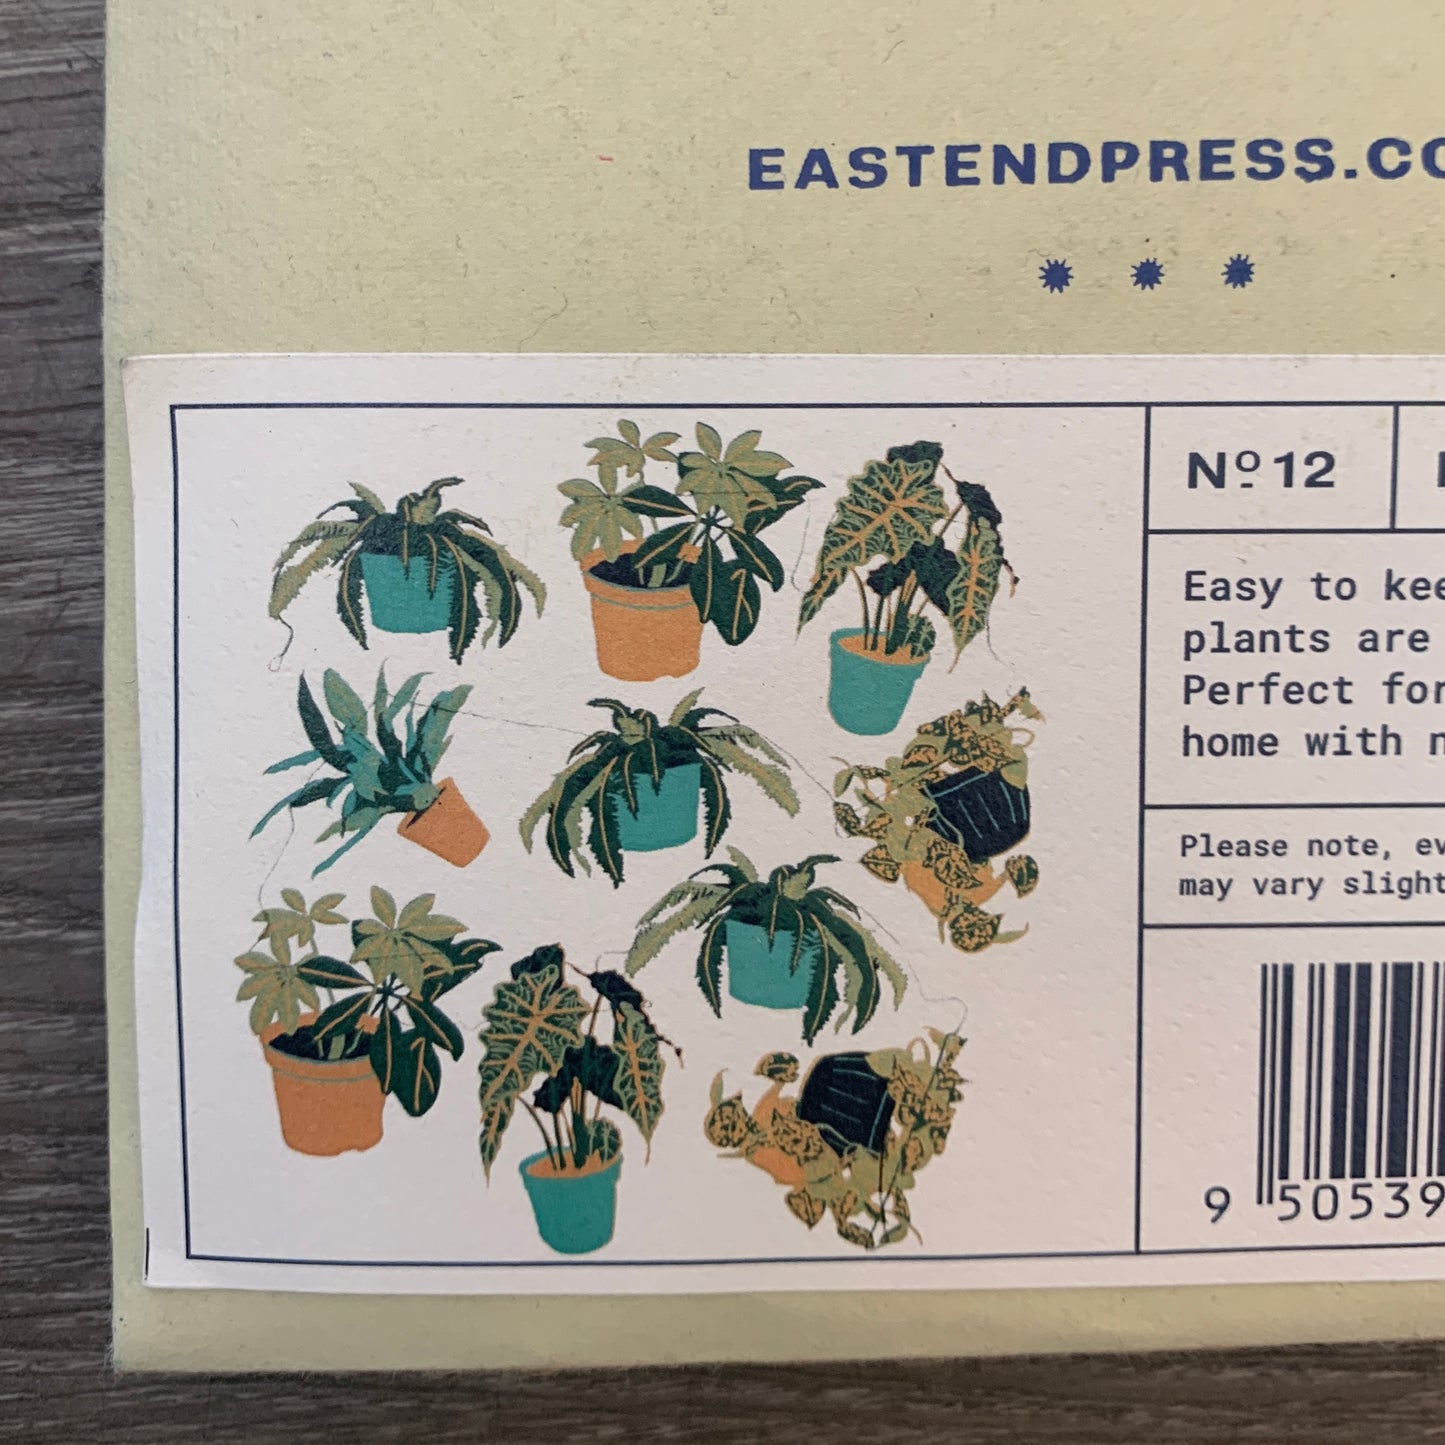 EASTENDPRESS.CO
Nº12
Easy to kee
plants are
Perfect for
home with n
Please note, ev
may vary slight
9 50539